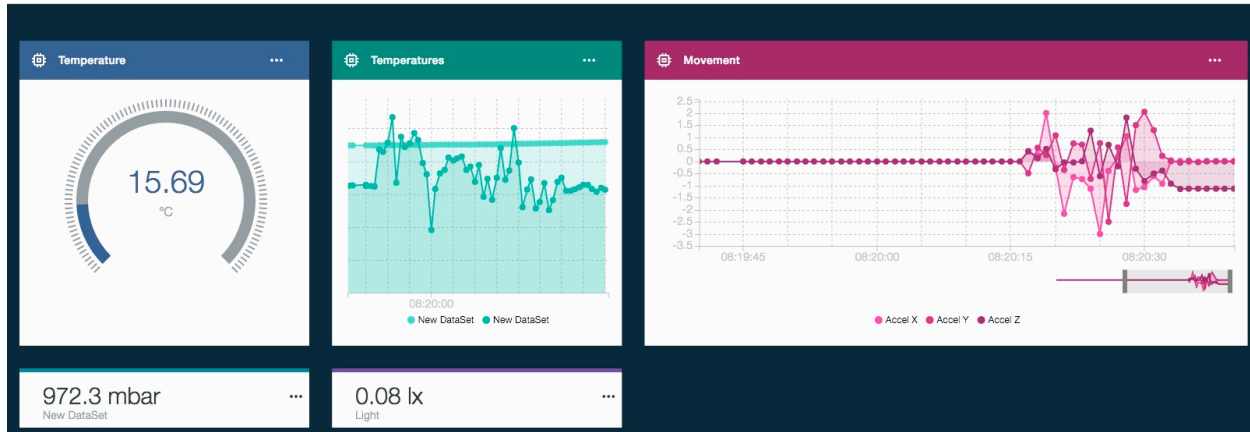 Temperature
15.69
°C
Temperatures
08:20:00
New DataSet New DataSet
Movement
2.5
2
1.5
1
0.5
0
-0.5
-1
-1.5
-2
-2.5
-3
-3.5
08:19:45 08:20:00 08:20:15 08:20:30
Accel X Accel Y Accel Z
972.3 mbar
New DataSet
0.08 lx
Light